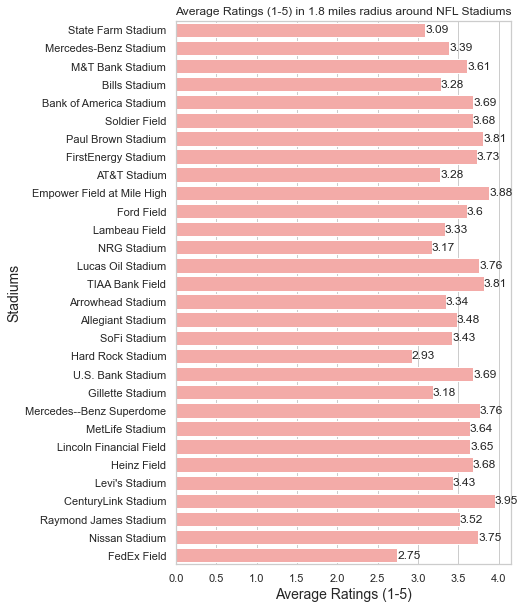 Average Ratings (1-5) in 1.8 miles radius around NFL Stadiums
State Farm Stadium 3.09
Mercedes-Benz Stadium 3.39
M&T Bank Stadium 3.61
Bills Stadium 3.28
Bank of America Stadium 3.69
Soldier Field 3.68
Paul Brown Stadium 3.81
FirstEnergy Stadium 3.73
AT&T Stadium 3.28
Empower Field at Mile High 3.88
Ford Field 3.6
Lambeau Field 3.33
NRG Stadium 3.17
Lucas Oil Stadium 3.76
TIAA Bank Field 3.81
Arrowhead Stadium 3.34
Allegiant Stadium 3.48
SoFi Stadium 3.43
Hard Rock Stadium 2.93
U.S. Bank Stadium 3.69
Gillette Stadium 3.18
Mercedes--Benz Superdome 3.76
MetLife Stadium 3.64
Lincoln Financial Field 3.65
Heinz Field 3.68
Levi's Stadium 3.43
CenturyLink Stadium 3.95
Raymond James Stadium 3.52
Nissan Stadium 3.75
FedEx Field 2.75
Stadiums
0.0 0.5 1.0 1.5 2.0 2.5 3.0 3.5 4.0
Average Ratings (1-5)